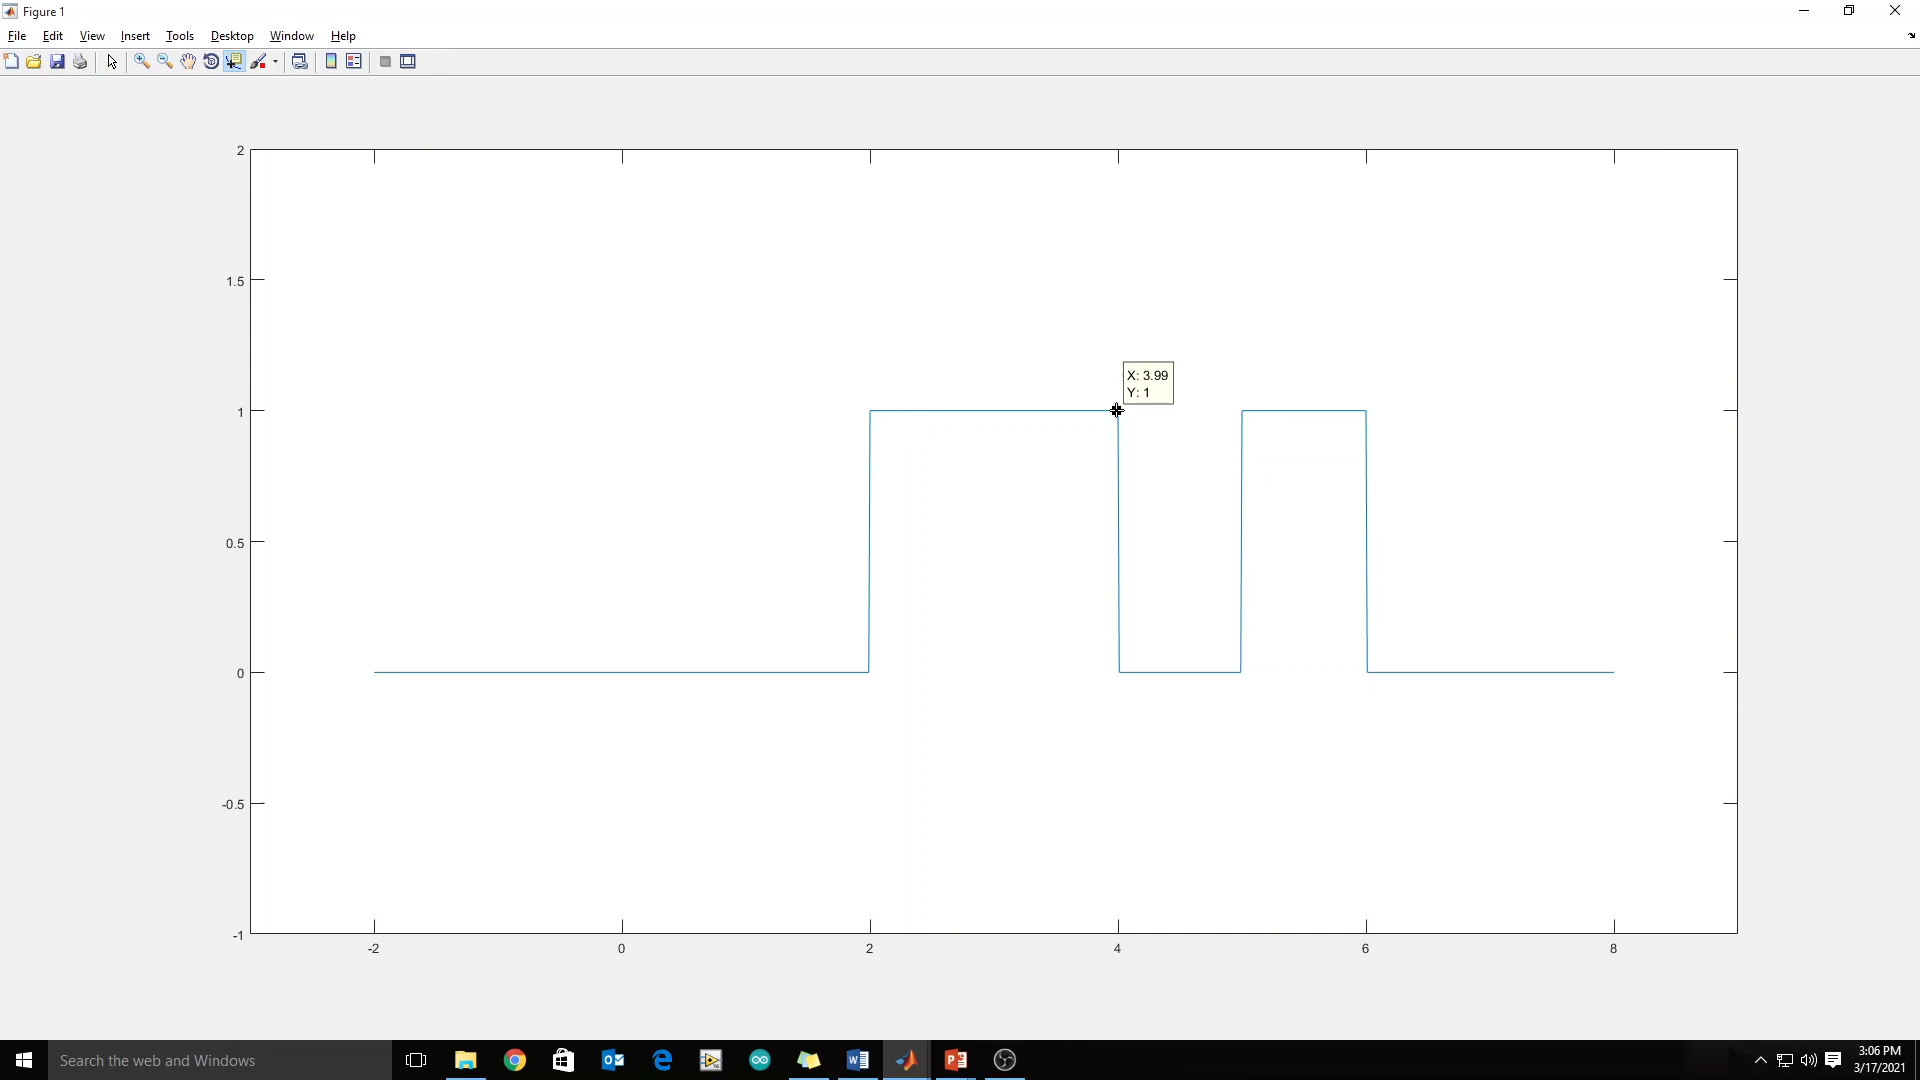 Figure 1
File Edit View Insert Tools Desktop Window Help
2
1.5
1
0.5
0
-0.5
-1
X: 3.99
Y: 1
-2 0 2 4 6 8
Search the web and Windows
3:06 PM
3/17/2021